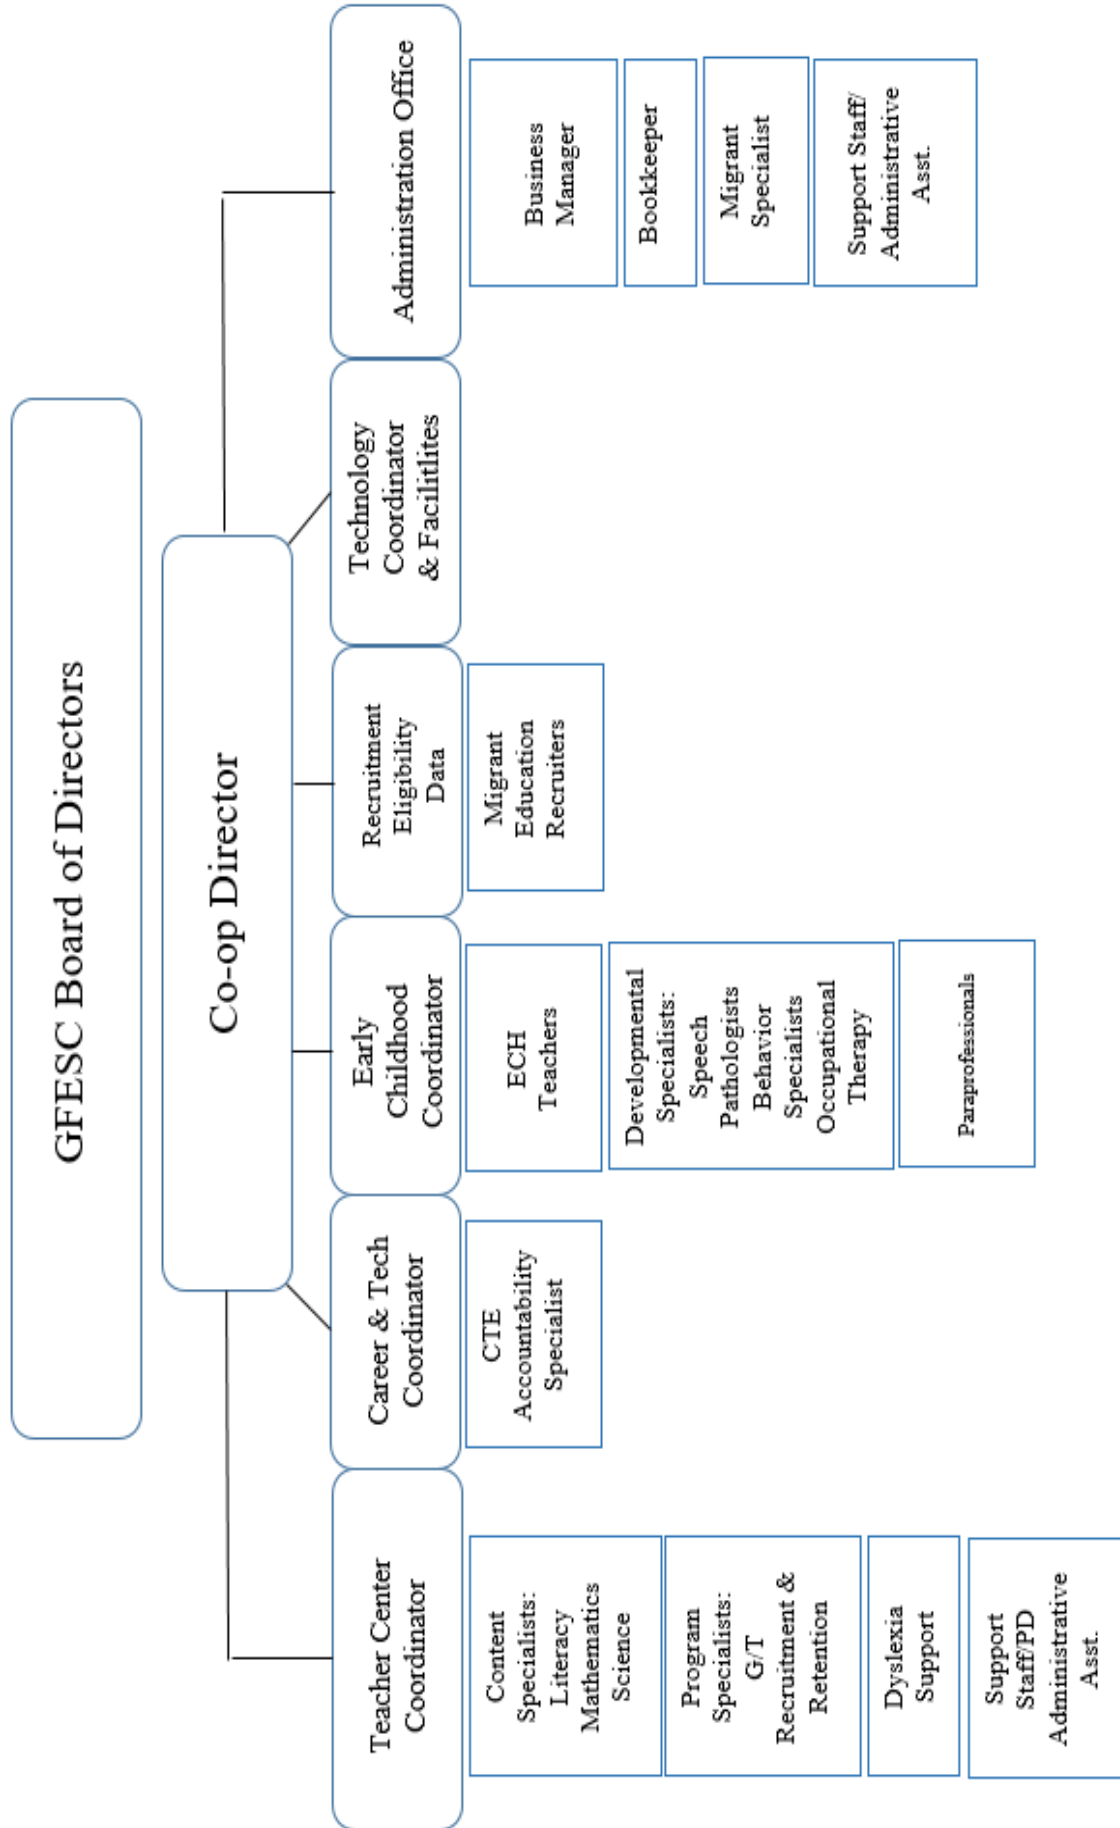 GFESC Board of Directors
Co-op Director
Teacher Center
Coordinator
Career & Tech
Coordinator
Early
Childhood
Coordinator
Recruitment
Eligibility
Data
Technology
Coordinator
& Facilitlites
Administration Office
Content
Specialists:
Literacy
Mathematics
Science
Program
Specialists:
G/T
Recruitment &
Retention
Dyslexia
Support
Support
Staff/PD
Administrative
Asst.
CTE
Accountability
Specialist
ECH
Teachers
Developmental
Specialists:
Speech
Pathologists
Behavior
Specialists
Occupational
Therapy
Paraprofessionals
Migrant
Education
Recruiters
Business
Manager
Bookkeeper
Migrant
Specialist
Support Staff/
Administrative
Asst.